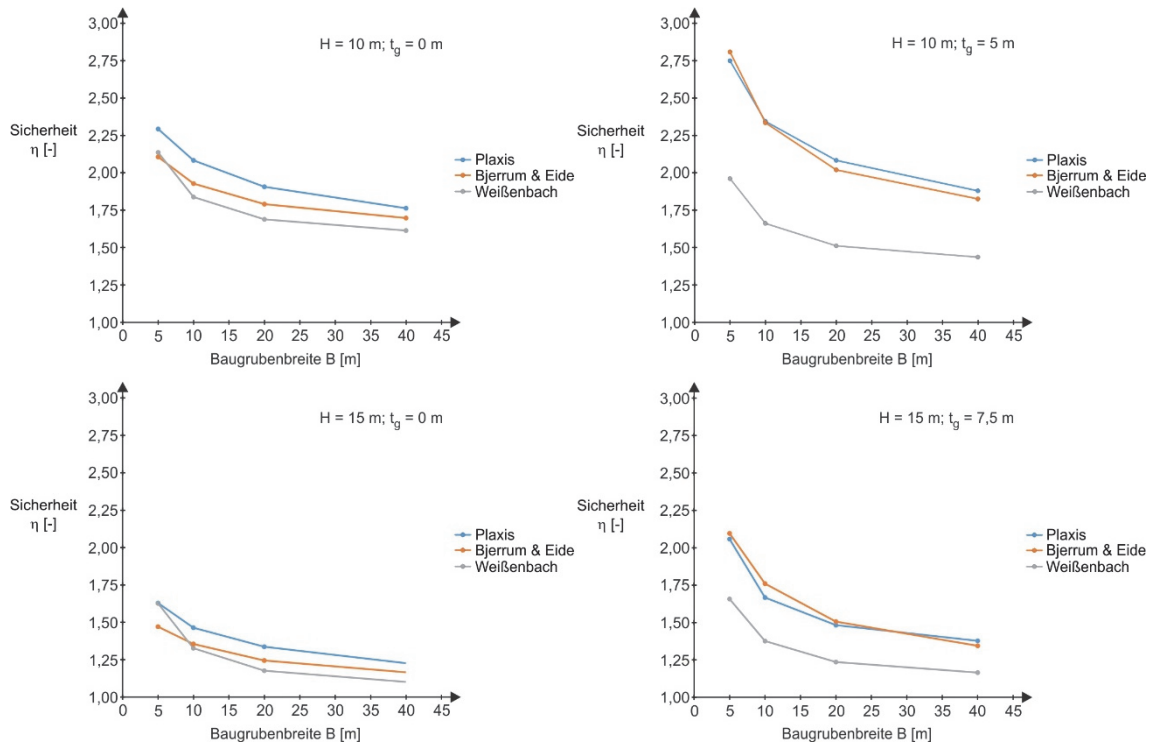 3,00
H = 10 m; tg = 0 m
2,75
2,50
Sicherheit
η [-]
2,25
2,00
1,75
1,50
1,25
1,00
Plaxis
Bjerrum & Eide
Weißenbach
0 5 10 15 20 25 30 35 40 45
Baugrubenbreite B [m]
3,00
H = 10 m; tg = 5 m
2,75
2,50
Sicherheit
η [-]
2,25
2,00
1,75
1,50
1,25
1,00
Plaxis
Bjerrum & Eide
Weißenbach
0 5 10 15 20 25 30 35 40 45
Baugrubenbreite B [m]
3,00
H = 15 m; tg = 0 m
2,75
2,50
Sicherheit
η [-]
2,25
2,00
1,75
1,50
1,25
1,00
Plaxis
Bjerrum & Eide
Weißenbach
0 5 10 15 20 25 30 35 40 45
Baugrubenbreite B [m]
3,00
H = 15 m; tg = 7,5 m
2,75
2,50
Sicherheit
η [-]
2,25
2,00
1,75
1,50
1,25
1,00
Plaxis
Bjerrum & Eide
Weißenbach
0 5 10 15 20 25 30 35 40 45
Baugrubenbreite B [m]